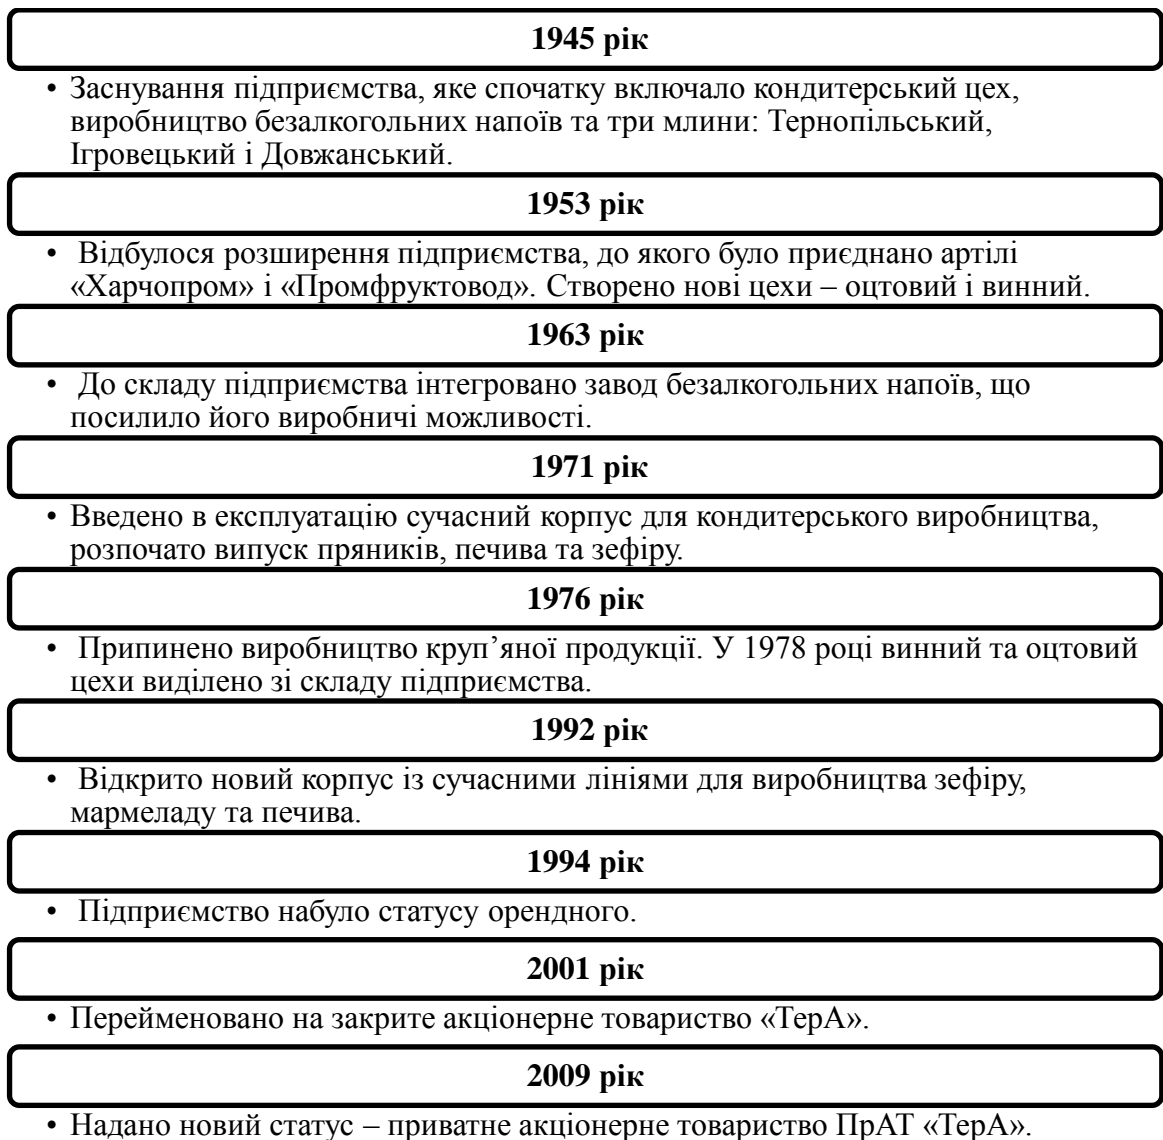 1945 рік
• Заснування підприємства, яке спочатку включало кондитерський цех,
виробництво безалкогольних напоїв та три млини: Тернопільський,
Ігровецький і Довжанський.
1953 рік
• Відбулося розширення підприємства, до якого було приєднано артілі
«Харчопром» і «Промфруктовод». Створено нові цехи – оцтовий і винний.
1963 рік
• До складу підприємства інтегровано завод безалкогольних напоїв, що
посилило його виробничі можливості.
1971 рік
• Введено в експлуатацію сучасний корпус для кондитерського виробництва,
розпочато випуск пряників, печива та зефіру.
1976 рік
• Припинено виробництво круп’яної продукції. У 1978 році винний та оцтовий
цехи виділено зі складу підприємства.
1992 рік
• Відкрито новий корпус із сучасними лініями для виробництва зефіру,
мармеладу та печива.
1994 рік
• Підприємство набуло статусу орендного.
2001 рік
• Перейменовано на закрите акціонерне товариство «ТерА».
2009 рік
• Надано новий статус – приватне акціонерне товариство ПрАТ «ТерА».